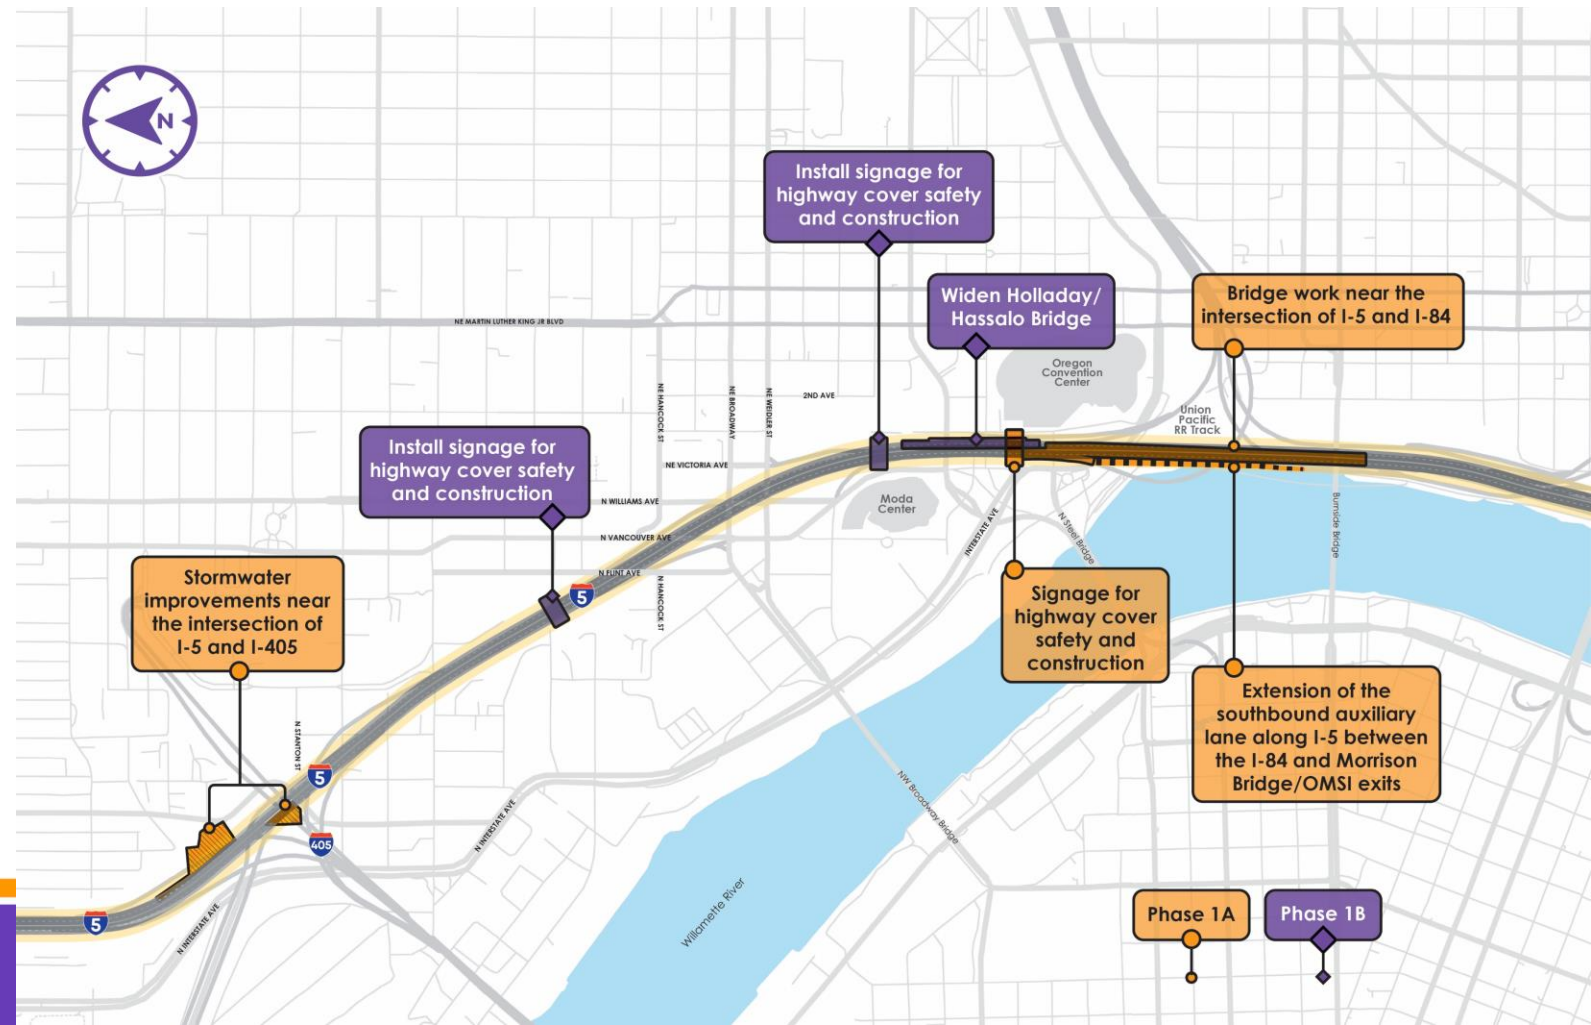 N
Install signage for
highway cover safety
and construction
Widen Holladay/
Hassalo Bridge
Bridge work near the
intersection of I-5 and I-84
NE MARTIN LUTHER KING JR BLVD
Oregon
Convention
Center
2ND AVE
NE HANCOCK ST
NE BROADWAY
NE WEIDLER ST
Union
Pacific
RR Track
Install signage for
highway cover safety
and construction
NE VICTORIA AVE
N WILLIAMS AVE
Moda
Center
N VANCOUVER AVE
INTERSTATE AVE
N Steel Bridge
Burnside Bridge
N FLINT AVE
N HANCOCK ST
5
Stormwater
improvements near
the intersection of
I-5 and I-405
Signage for
highway cover
safety and
construction
Extension of the
southbound auxiliary
lane along I-5 between
the I-84 and Morrison
Bridge/OMSI exits
N STANTON ST
5
405
N INTERSTATE AVE
NW Broadway Bridge
5
N INTERSTATE AVE
Willamette River
Phase 1A
Phase 1B